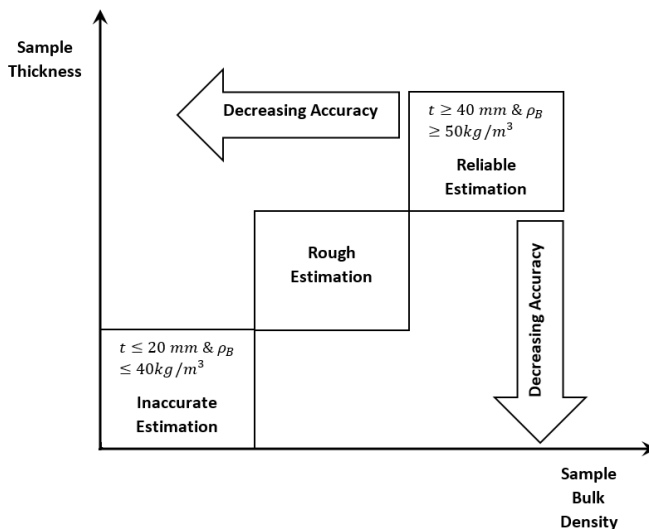 Sample
Thickness
Decreasing Accuracy
t ≥ 40 mm & ρ_B
≥ 50kg/m³
Reliable
Estimation
Rough
Estimation
Decreasing Accuracy
t ≤ 20 mm & ρ_B
≤ 40kg/m³
Inaccurate
Estimation
Sample
Bulk
Density